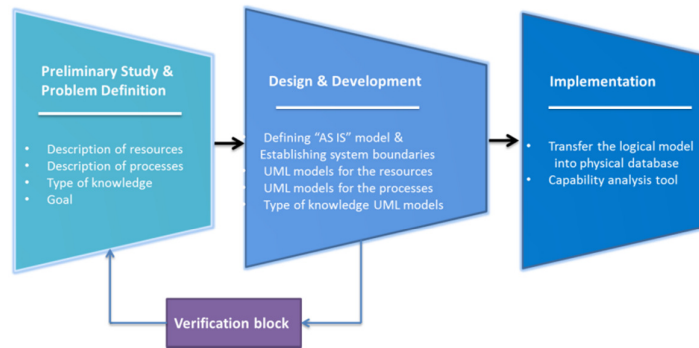 Preliminary Study &
Problem Definition
• Description of resources
• Description of processes
• Type of knowledge
• Goal
Design & Development
• Defining “AS IS” model &
Establishing system boundaries
• UML models for the resources
• UML models for the processes
• Type of knowledge UML models
Implementation
• Transfer the logical model
into physical database
• Capability analysis tool
Verification block